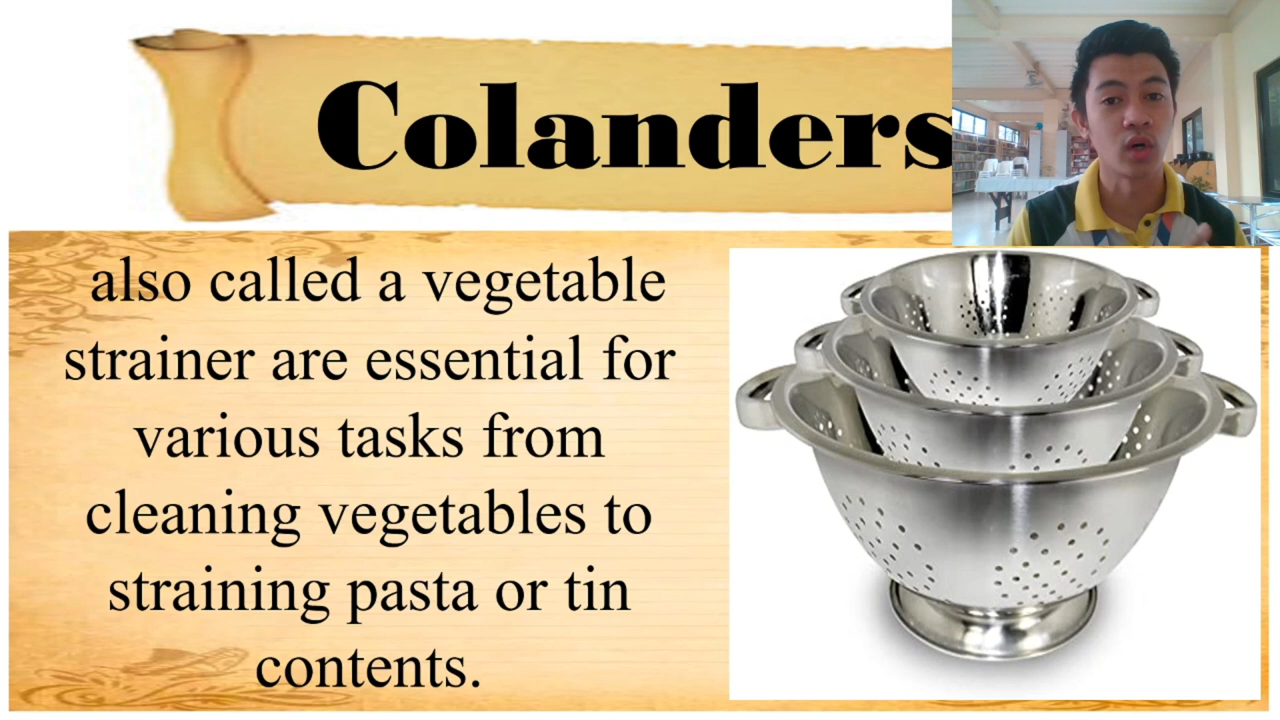 Colanders
also called a vegetable
strainer are essential for
various tasks from
cleaning vegetables to
straining pasta or tin
contents.